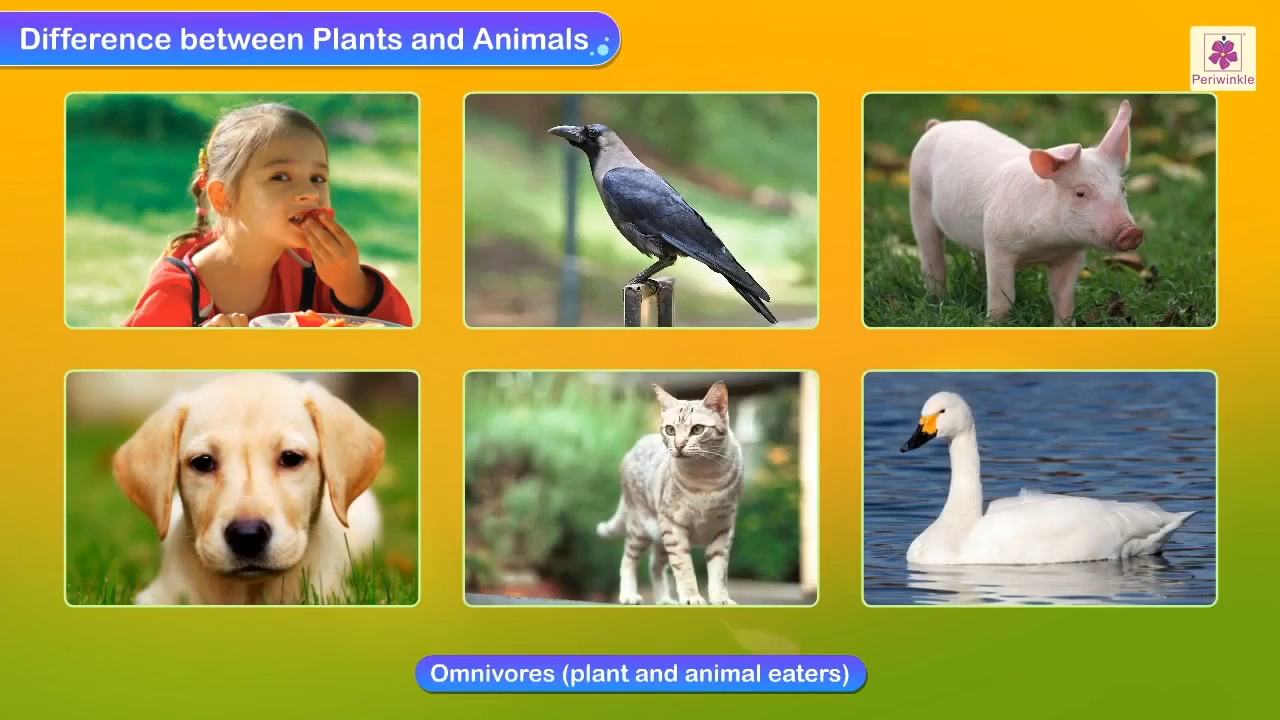 Difference between Plants and Animals
Periwinkle
Omnivores (plant and animal eaters)